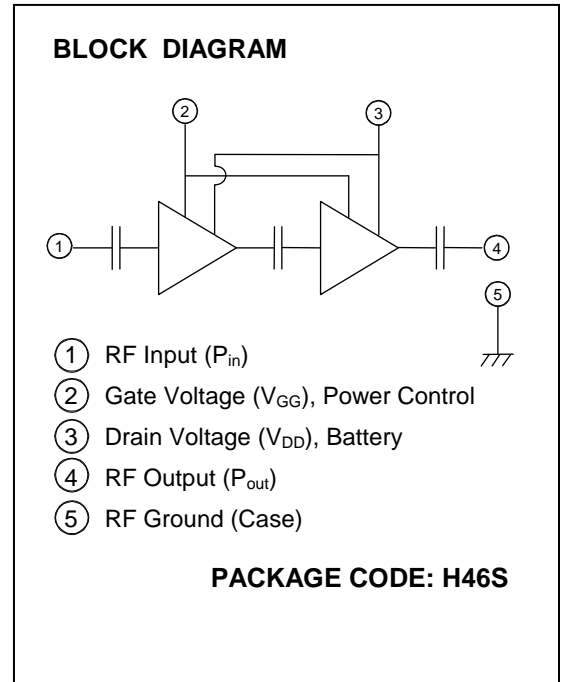 BLOCK DIAGRAM
2
3
1
4
5
1 RF Input (Pin)
2 Gate Voltage (VGG), Power Control
3 Drain Voltage (VDD), Battery
4 RF Output (Pout)
5 RF Ground (Case)
PACKAGE CODE: H46S